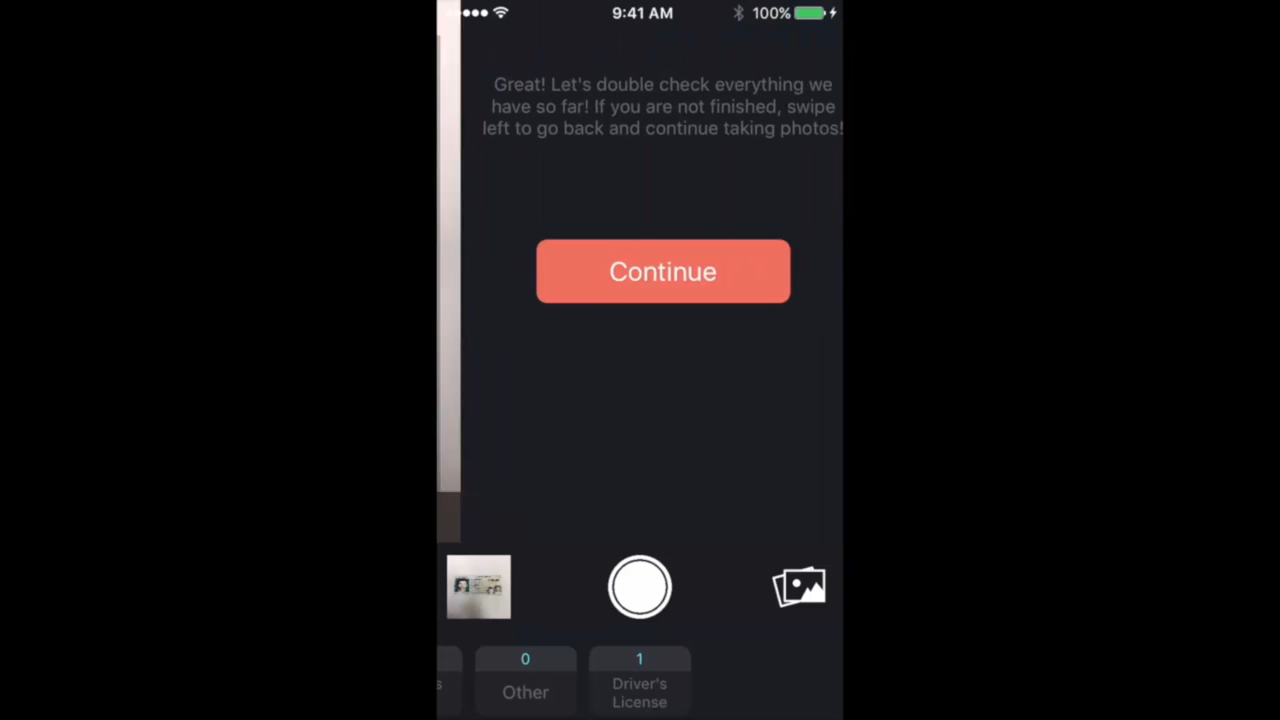 9:41 AM
100%
Great! Let's double check everything we
have so far! If you are not finished, swipe
left to go back and continue taking photos!
Continue
0
1
s
Other
Driver's
License